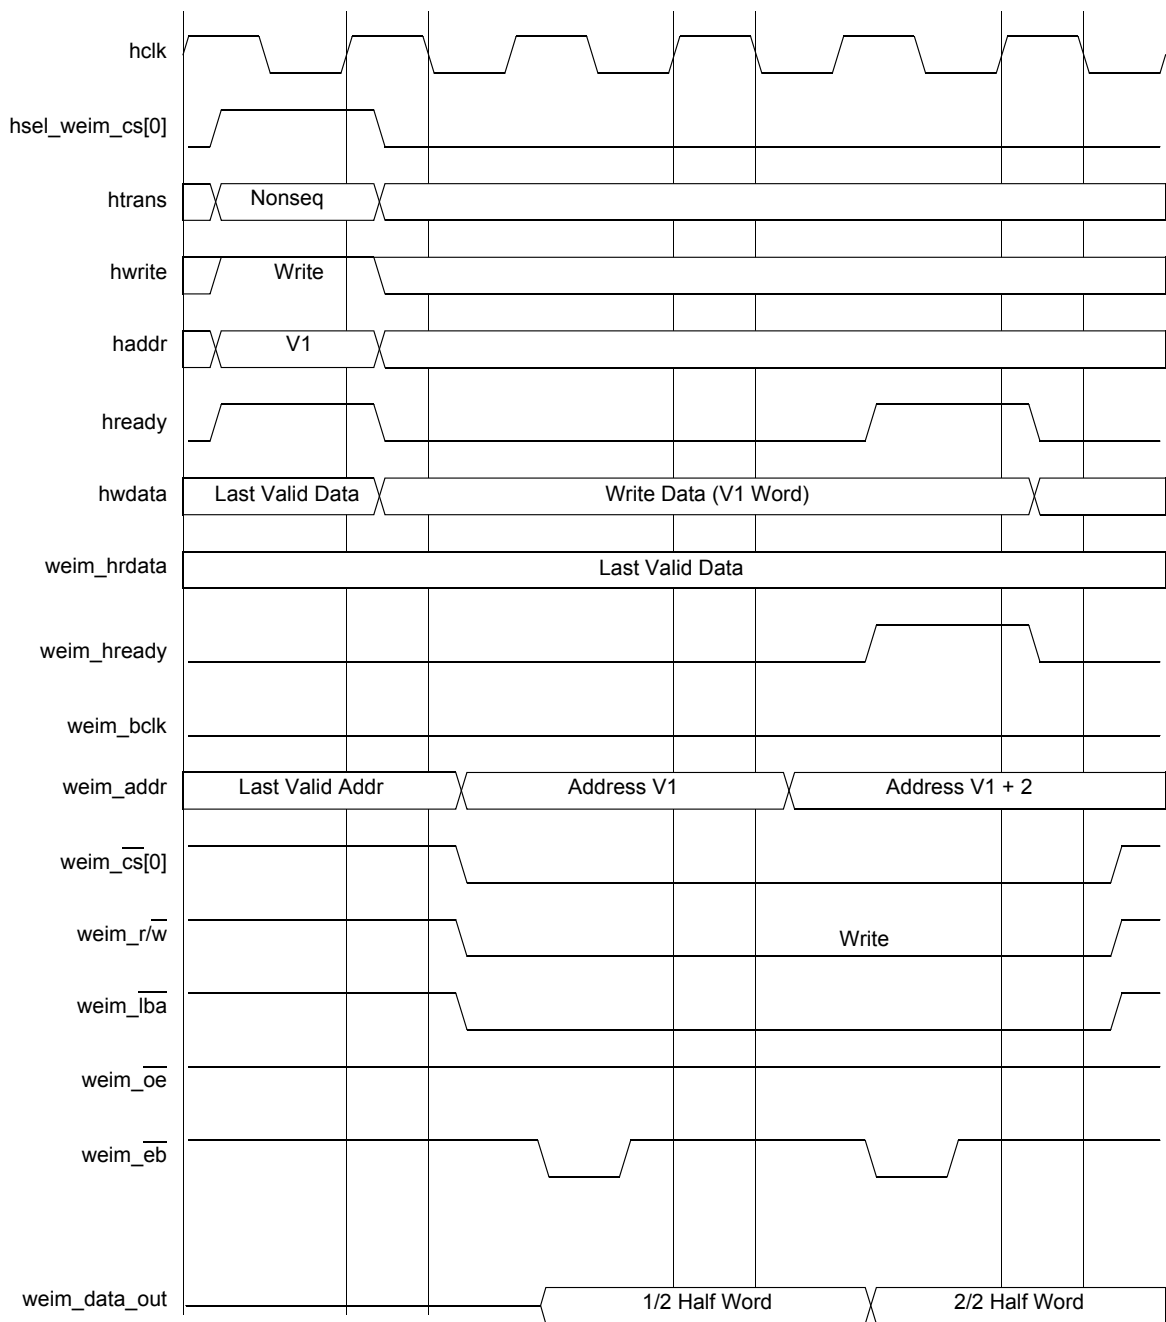 hclk
hsel_weim_cs[0]
htrans Nonseq
hwrite Write
haddr V1
hready
hwdata Last Valid Data Write Data (V1 Word)
weim_hrdata Last Valid Data
weim_hready
weim_bclk
weim_addr Last Valid Addr Address V1 Address V1 + 2
weim_cs[0]
weim_r/w Write
weim_lba
weim_oe
weim_eb
weim_data_out 1/2 Half Word 2/2 Half Word